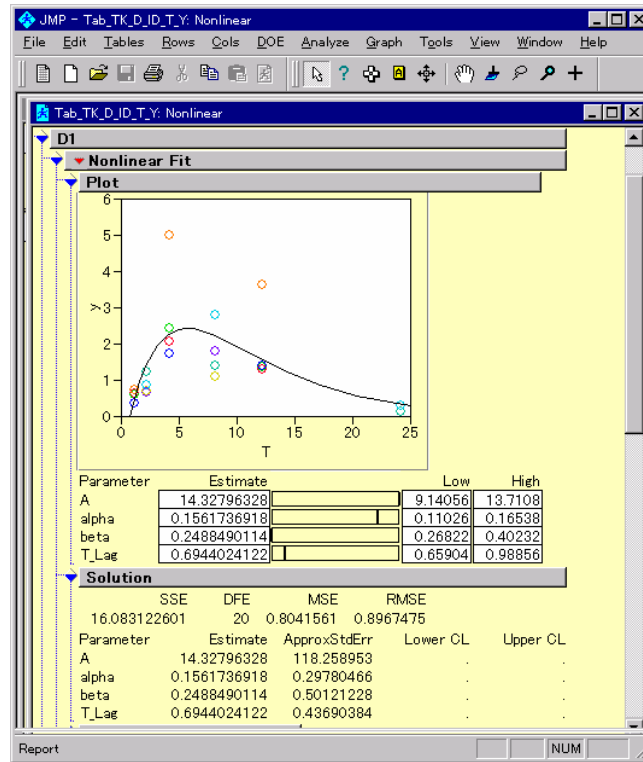 JMP - Tab_TK_D_ID_T_Y: Nonlinear
File Edit Tables Rows Cols DOE Analyze Graph Tools View Window Help
Tab_TK_D_ID_T_Y: Nonlinear
D1
Nonlinear Fit
Plot
6
5
4
y 3
2
1
0
0 5 10 15 20 25
T
Parameter Estimate Low High
A 14.32796328 9.14056 13.7108
alpha 0.1561736918 0.11026 0.16538
beta 0.2488490114 0.26822 0.40232
T_Lag 0.6944024122 0.65904 0.98856
Solution
SSE DFE MSE RMSE
16.083122601 20 0.8041561 0.8967475
Parameter Estimate ApproxStdErr Lower CL Upper CL
A 14.32796328 118.258953 . .
alpha 0.1561736918 0.29780466 . .
beta 0.2488490114 0.50121228 . .
T_Lag 0.6944024122 0.43690384 . .
Report NUM